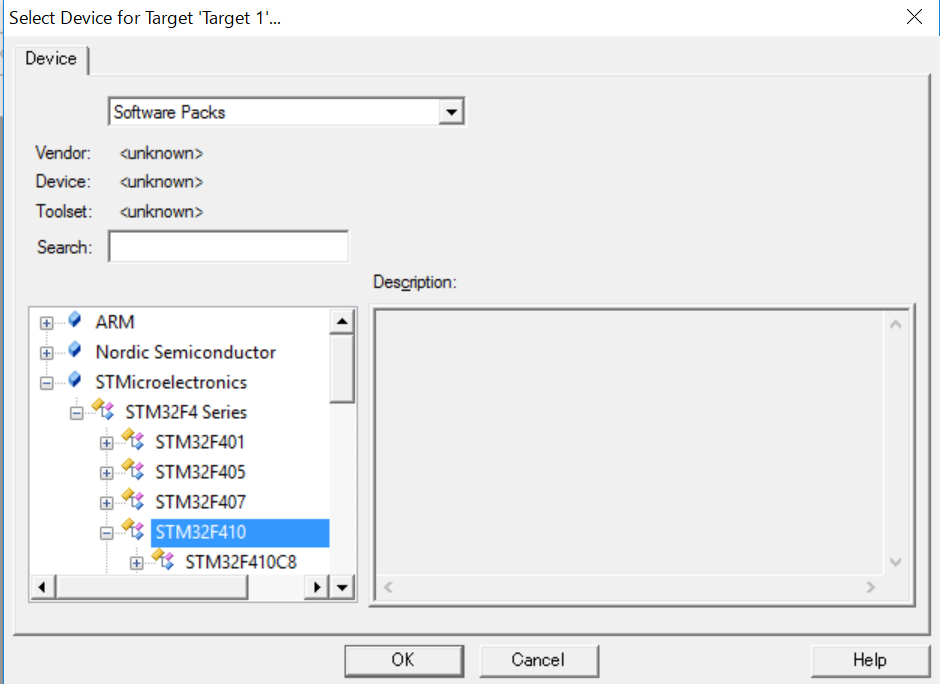 Select Device for Target 'Target 1'...
Device
Software Packs
Vendor: <unknown>
Device: <unknown>
Toolset: <unknown>
Search:
Description:
ARM
Nordic Semiconductor
STMicroelectronics
STM32F4 Series
STM32F401
STM32F405
STM32F407
STM32F410
STM32F410C8
OK Cancel Help